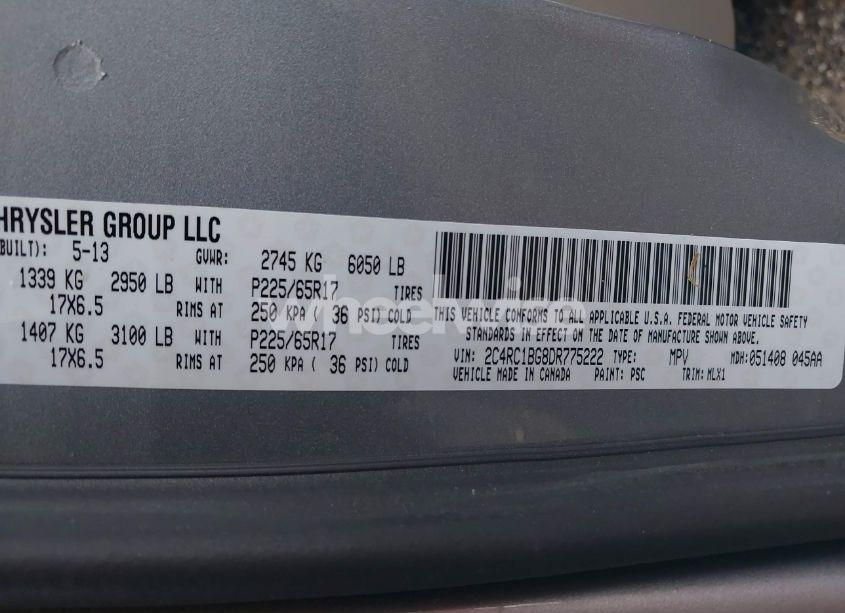 HRYSLER GROUP LLC
BUILT): 5-13 GVWR: 2745 KG 6050 LB
1339 KG 2950 LB WITH P225/65R17 TIRES
17X6.5 RIMS AT 250 KPA ( 36 PSI) COLD
1407 KG 3100 LB WITH P225/65R17 TIRES
17X6.5 RIMS AT 250 KPA ( 36 PSI) COLD
THIS VEHICLE CONFORMS TO ALL APPLICABLE U.S.A. FEDERAL MOTOR VEHICLE SAFETY
STANDARDS IN EFFECT ON THE DATE OF MANUFACTURE SHOWN ABOVE.
VIN: 2C4RC1BG8DR775222 TYPE: MPV MDH: 051408 045AA
VEHICLE MADE IN CANADA PAINT: PSC TRIM: MLX1